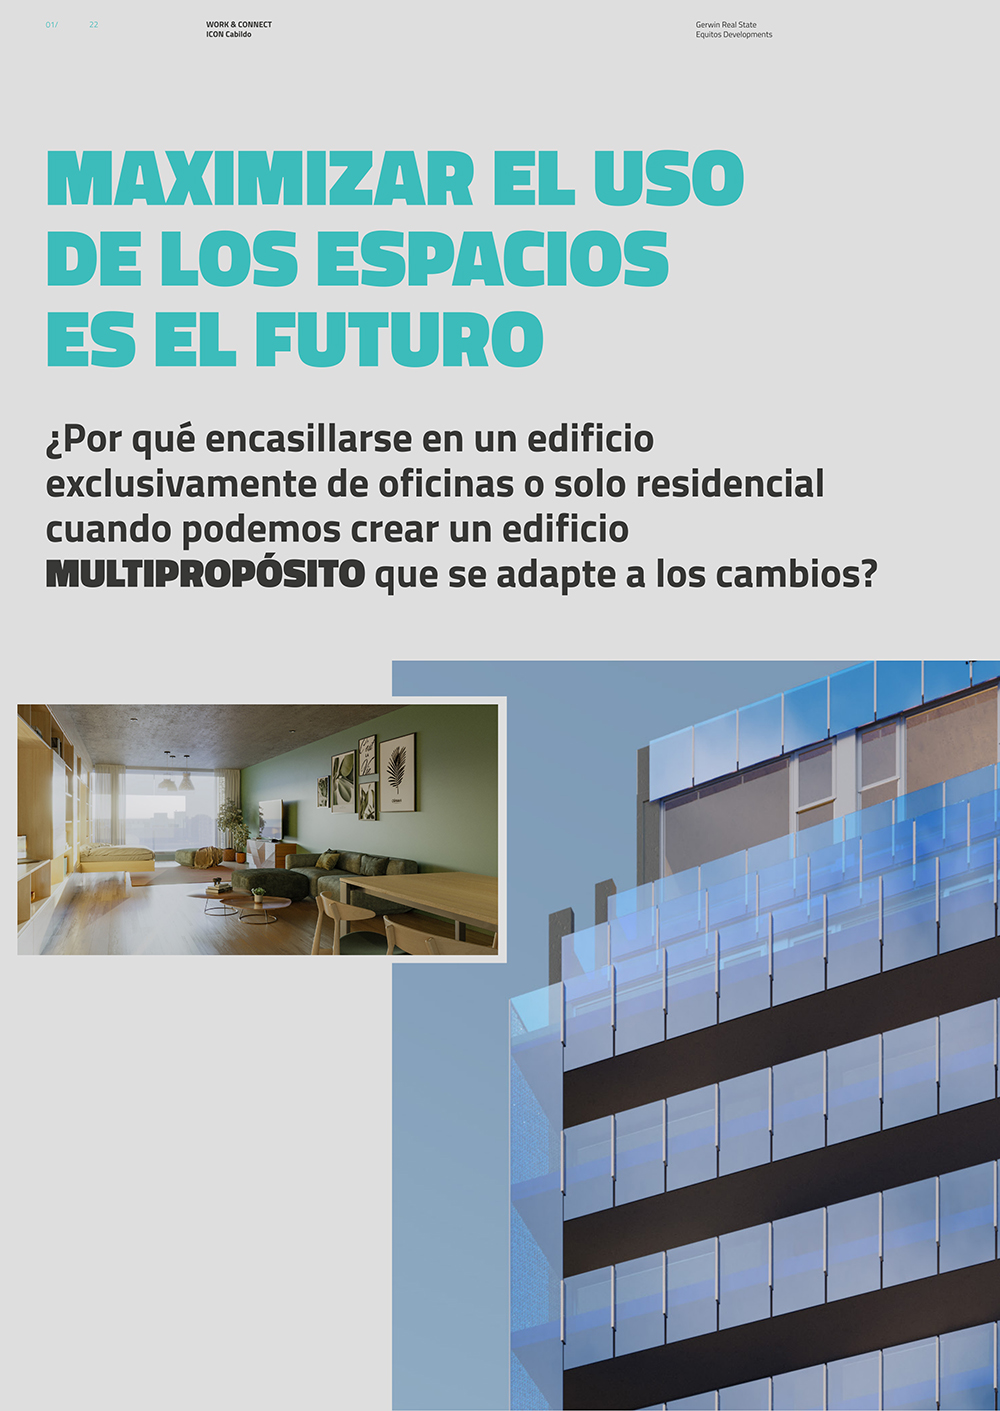 01/ 22
WORK & CONNECT
ICON Cabildo
Gerwin Real State
Equitos Developments
MAXIMIZAR EL USO
DE LOS ESPACIOS
ES EL FUTURO
¿Por qué encasillarse en un edificio
exclusivamente de oficinas o solo residencial
cuando podemos crear un edificio
MULTIPROPÓSITO que se adapte a los cambios?